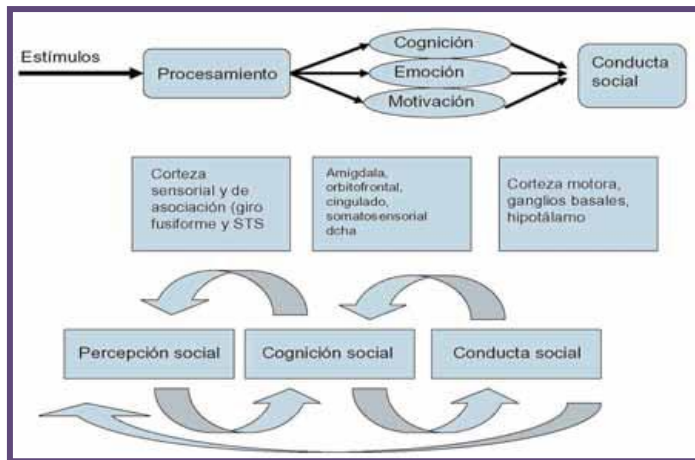 Estímulos
Procesamiento
Cognición
Emoción
Motivación
Conducta
social
Corteza
sensorial y de
asociación (giro
fusiforme y STS
Amígdala,
orbitofrontal,
cingulado,
somatosensorial
dcha
Corteza motora,
ganglios basales,
hipotálamo
Percepción social
Cognición social
Conducta social